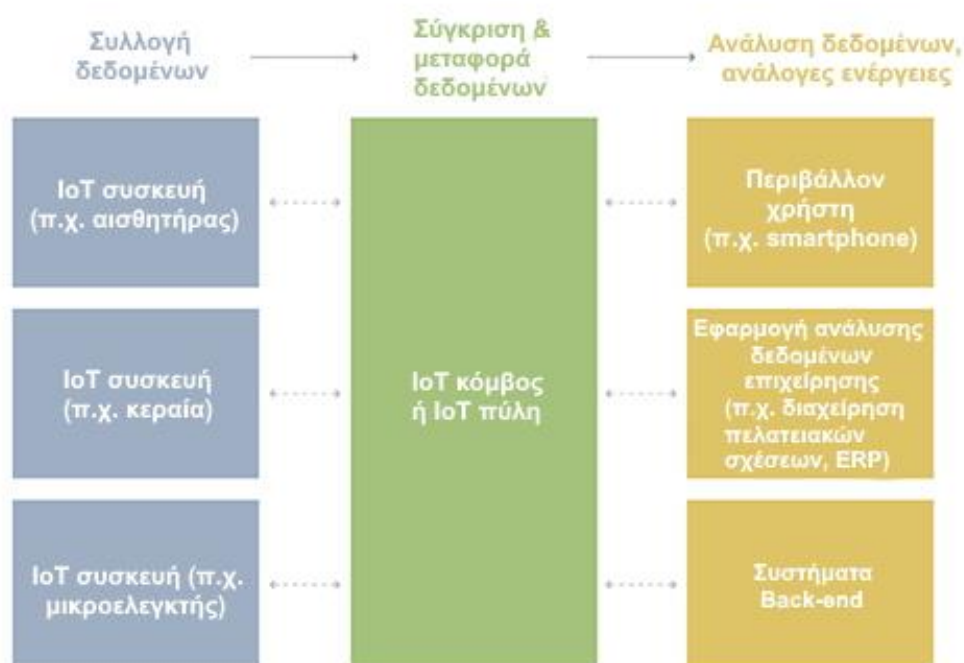 Συλλογή
δεδομένων
Σύγκριση &
μεταφορά
δεδομένων
Ανάλυση δεδομένων,
ανάλογες ενέργειες
IoT συσκευή
(π.χ. αισθητήρας)
IoT συσκευή
(π.χ. κεραία)
IoT συσκευή (π.χ.
μικροελεγκτής)
IoT κόμβος
ή IoT πύλη
Περιβάλλον
χρήστη
(π.χ. smartphone)
Εφαρμογή ανάλυσης
δεδομένων
επιχείρησης
(π.χ. διαχείρηση
πελατειακών
σχέσεων, ERP)
Συστήματα
Back-end